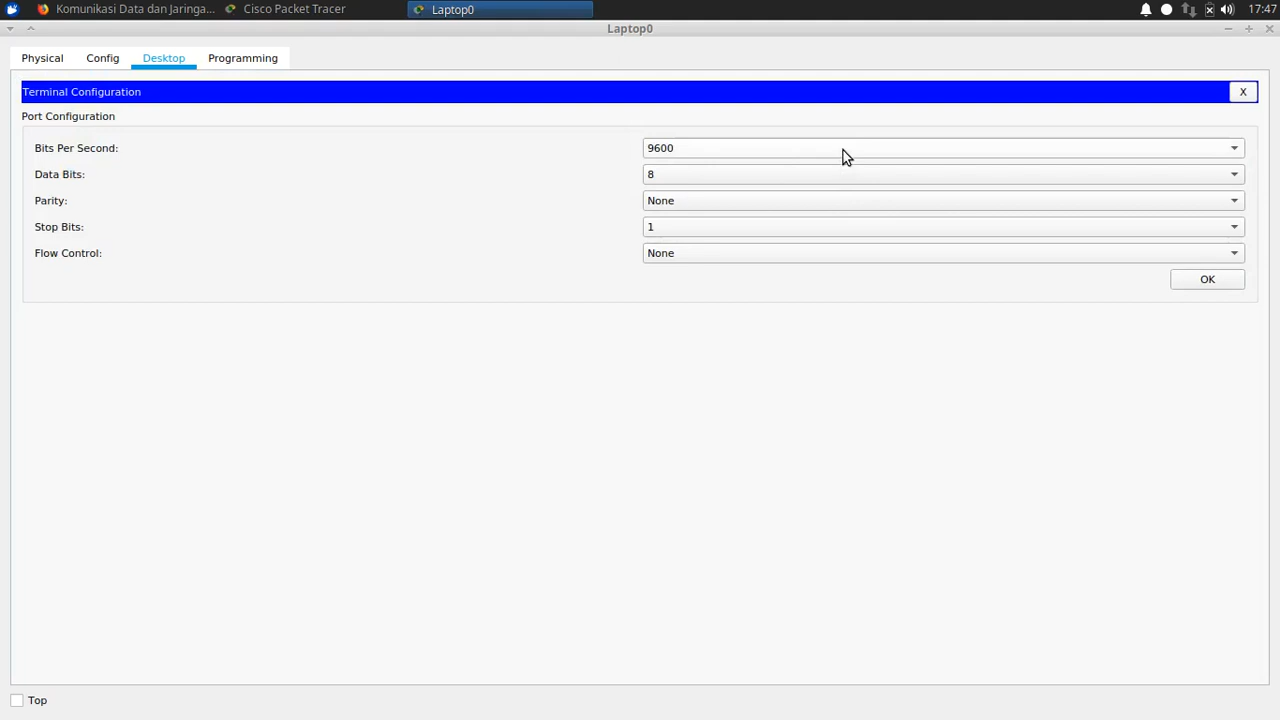 Komunikasi Data dan Jaringa... Cisco Packet Tracer Laptop0 17:47
Laptop0
Physical Config Desktop Programming
Terminal Configuration X
Port Configuration
Bits Per Second: 9600
Data Bits: 8
Parity: None
Stop Bits: 1
Flow Control: None
OK
Top